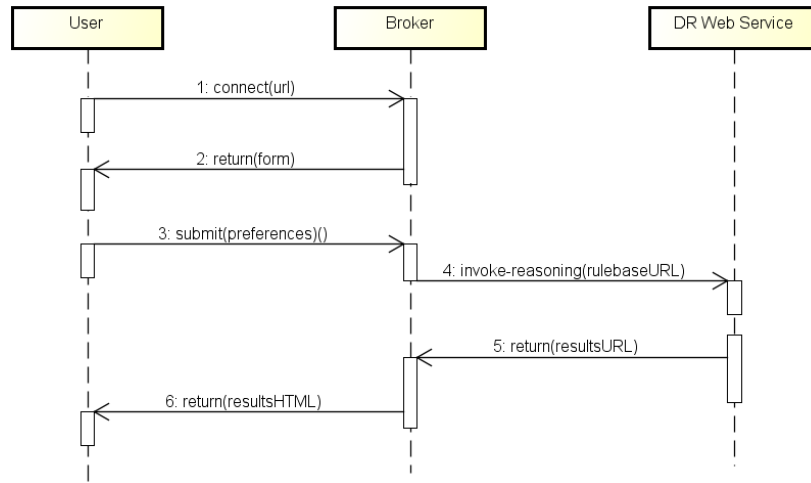 User
Broker
DR Web Service
1: connect(url)
2: return(form)
3: submit(preferences)()
4: invoke-reasoning(rulebaseURL)
5: return(resultsURL)
6: return(resultsHTML)